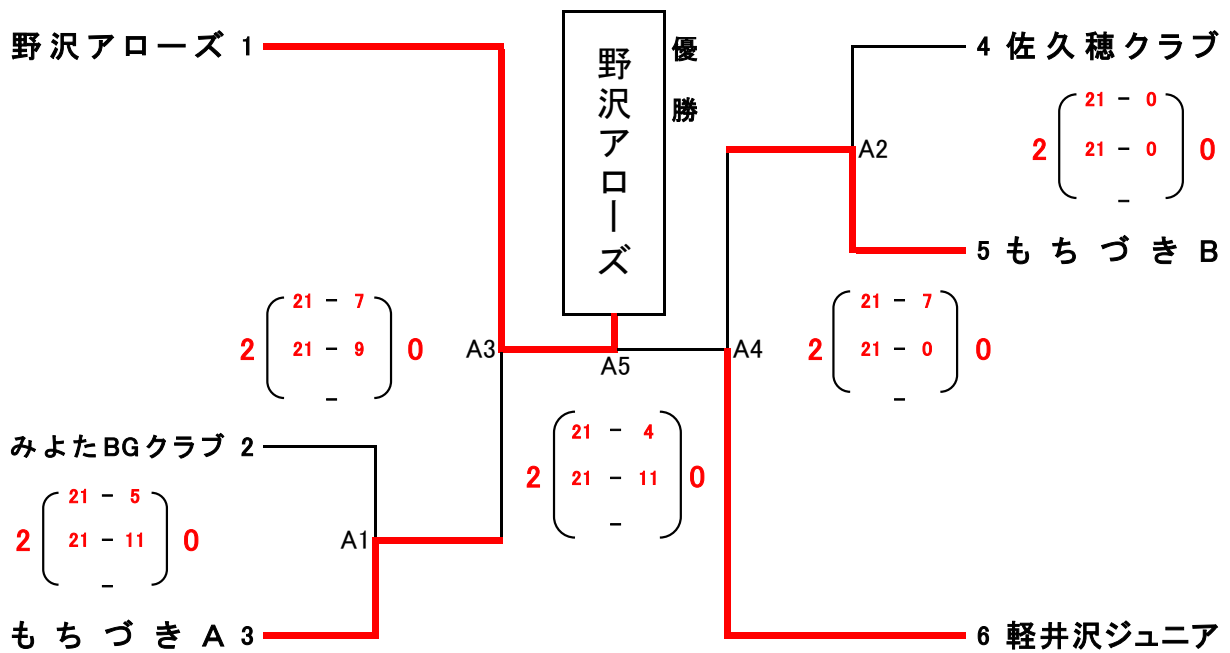 野沢アローズ 1
野沢アローズ
優勝
4 佐久穂クラブ
21 - 0
2 21 - 0 0
-
A2
5 もちづきB
21 - 7
2 21 - 9 0
-
A3
A5
A4
21 - 7
2 21 - 0 0
-
みよたBGクラブ 2
21 - 5
2 21 - 11 0
-
A1
21 - 4
2 21 - 11 0
-
もちづきA 3
6 軽井沢ジュニア